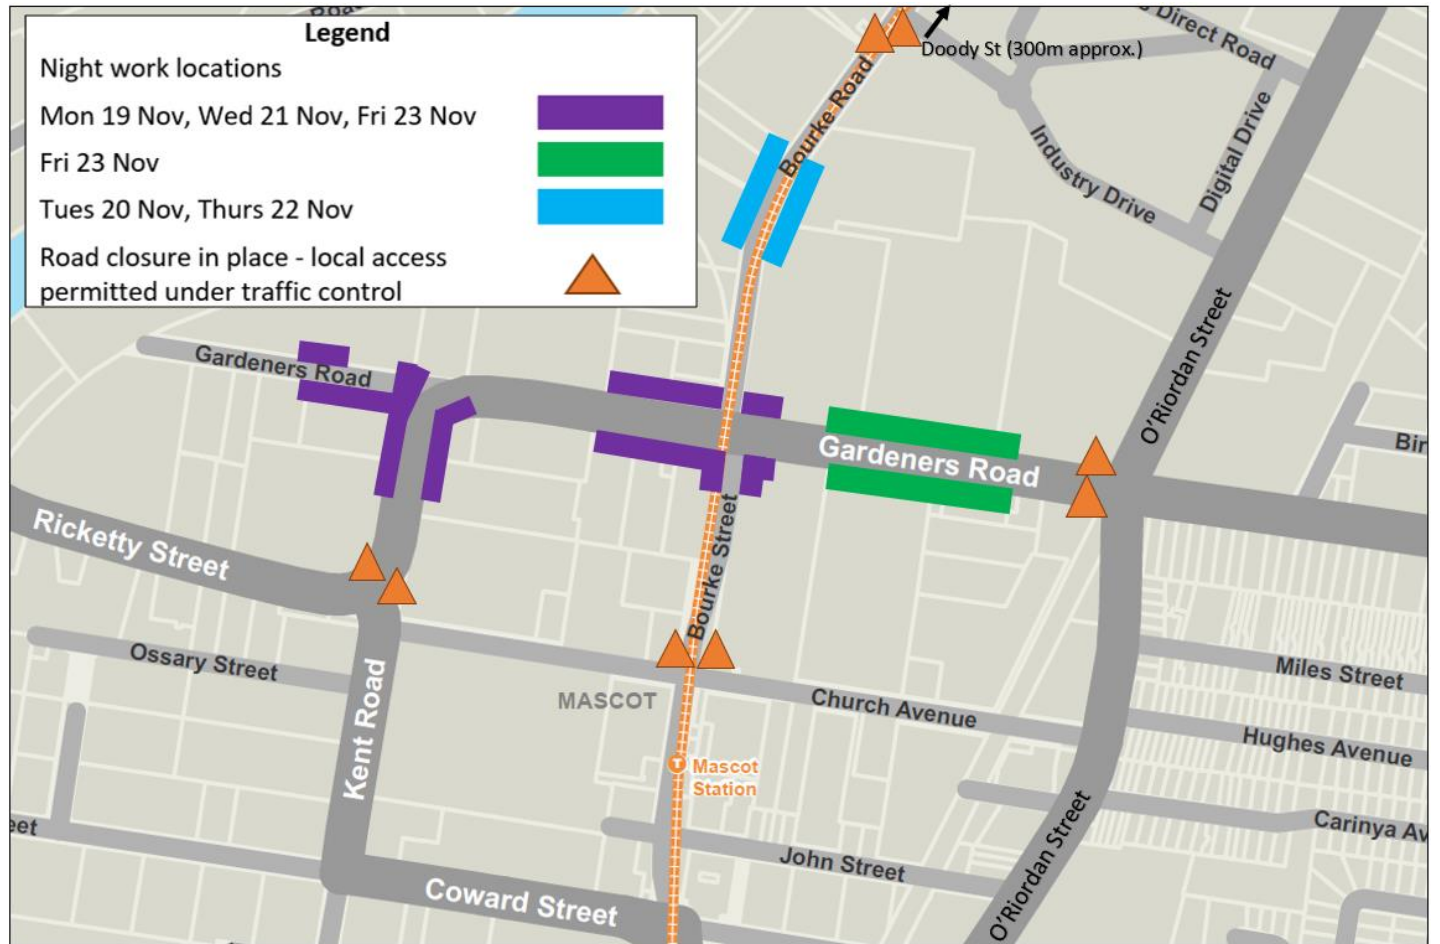 Legend
Night work locations
Mon 19 Nov, Wed 21 Nov, Fri 23 Nov
Fri 23 Nov
Tues 20 Nov, Thurs 22 Nov
Road closure in place - local access
permitted under traffic control
Direct Road
Doody St (300m approx.)
Bourke Road
Industry Drive
Digital Drive
O'Riordan Street
Gardeners Road
Gardeners Road
Ricketty Street
Bourke Street
Ossary Street
MASCOT
Church Avenue
Miles Street
Hughes Avenue
Kent Road
Mascot
Station
Carinya Av
John Street
Coward Street
O'Riordan Street